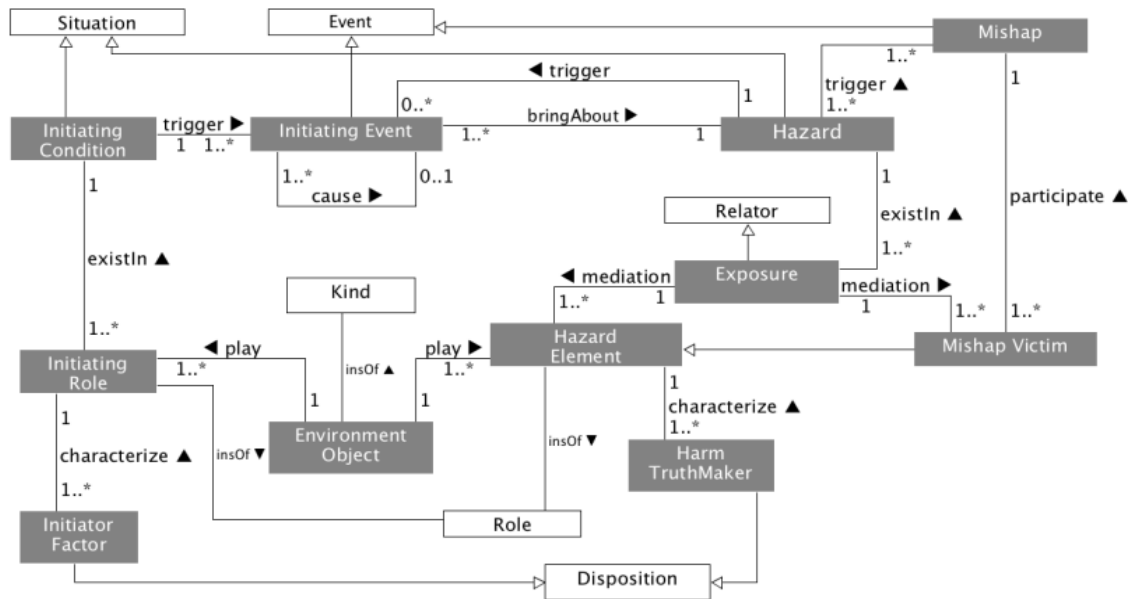 Situation
Event
Mishap
◄ trigger
1..*
1
0..*
1
trigger ▲
1..*
Initiating
Condition
trigger ►
1
1..*
Initiating Event
bringAbout ►
1..*
1
Hazard
1
1..*
0..1
cause ►
1
Relator
existIn ▲
participate ▲
existIn ▲
1..*
Exposure
◄ mediation
1..*
1
mediation ►
1
1..*
1..*
Kind
1..*
Hazard
Element
Mishap Victim
Initiating
Role
◄ play
1..*
play ►
1..*
insOf ▲
1
1
1
1
characterize ▲
1..*
Environment
Object
insOf ▼
insOf ▼
characterize ▲
1..*
Harm
TruthMaker
Initiator
Factor
Role
Disposition